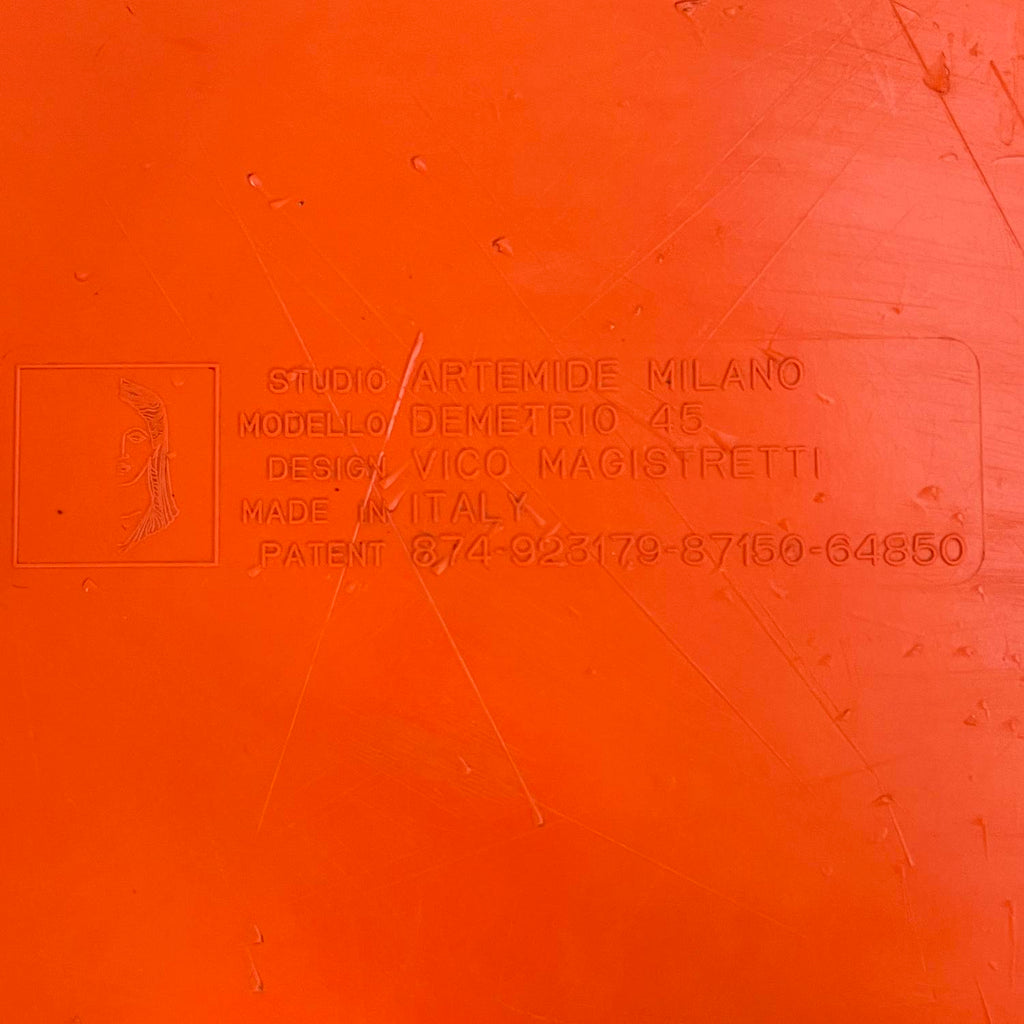 STUDIO ARTEMIDE MILANO
MODELLO DEMETRIO 45
DESIGN VICO MAGISTRETTI
MADE IN ITALY
PATENT 874-923179-87150-64850